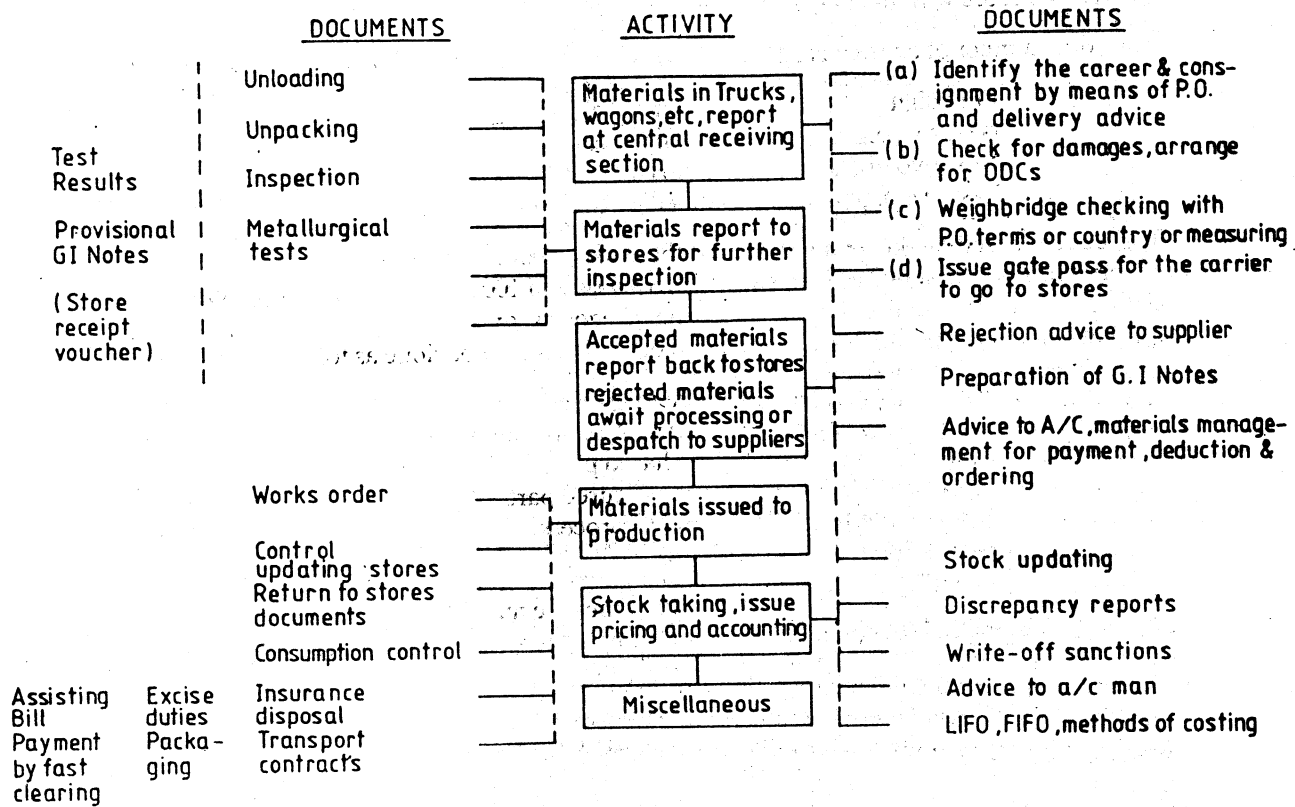 DOCUMENTS
ACTIVITY
DOCUMENTS
Test
Results
Provisional
GI Notes
(Store
receipt
voucher)
Unloading
Unpacking
Inspection
Metallurgical
tests
Materials in Trucks,
wagons, etc, report
at central receiving
section
Materials report to
stores for further
inspection
Accepted materials
report back to stores
rejected materials
await processing or
despatch to suppliers
Materials issued to
production
Stock taking, issue
pricing and accounting
Miscellaneous
(a) Identify the career & cons-
ignment by means of P.O.
and delivery advice
(b) Check for damages, arrange
for ODCs
(c) Weighbridge checking with
P.O. terms or country or measuring
(d) Issue gate pass for the carrier
to go to stores
Rejection advice to supplier
Preparation of G.I Notes
Advice to A/C, materials manage-
ment for payment, deduction &
ordering
Works order
Control
updating stores
Return to stores
documents
Consumption control
Insurance
disposal
Transport
contracts
Excise
duties
Packa-
ging
Assisting
Bill
Payment
by fast
clearing
Stock updating
Discrepancy reports
Write-off sanctions
Advice to a/c man
LIFO, FIFO, methods of costing